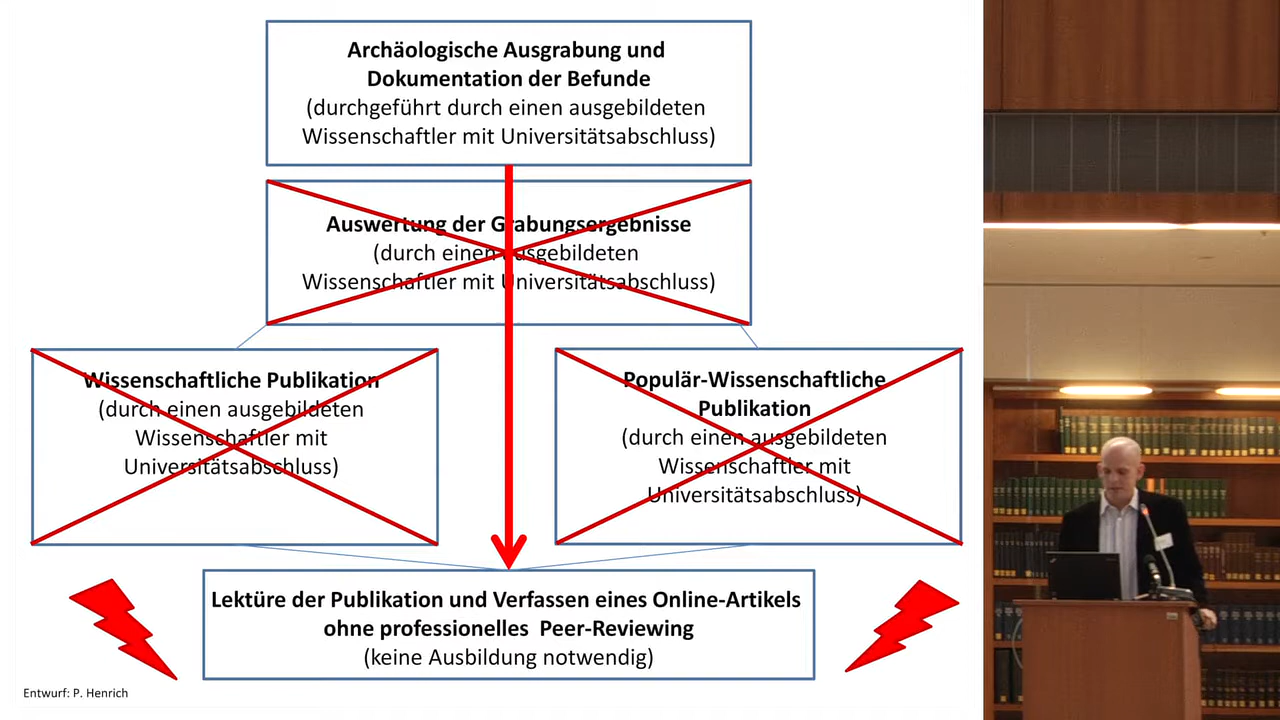 Archäologische Ausgrabung und
Dokumentation der Befunde
(durchgeführt durch einen ausgebildeten
Wissenschaftler mit Universitätsabschluss)
Auswertung der Grabungsergebnisse
(durch einen ausgebildeten
Wissenschaftler mit Universitätsabschluss)
Wissenschaftliche Publikation
(durch einen ausgebildeten
Wissenschaftler mit
Universitätsabschluss)
Populär-Wissenschaftliche
Publikation
(durch einen ausgebildeten
Wissenschaftler mit
Universitätsabschluss)
Lektüre der Publikation und Verfassen eines Online-Artikels
ohne professionelles Peer-Reviewing
(keine Ausbildung notwendig)
Entwurf: P. Henrich